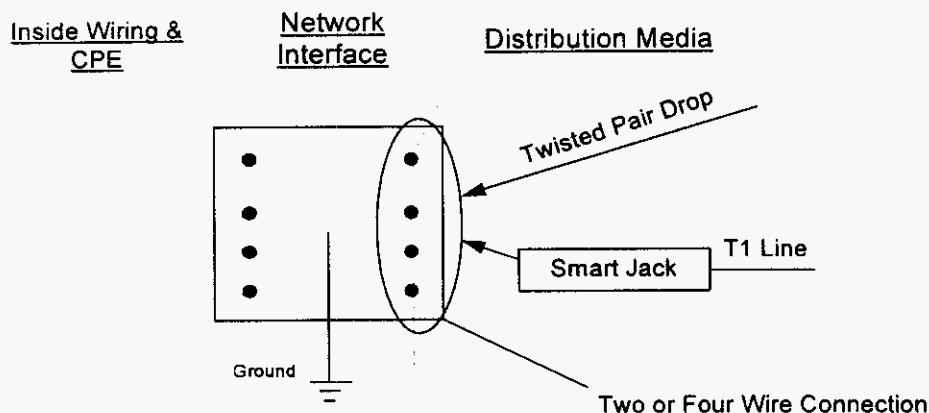 Inside Wiring &
CPE
Network
Interface
Distribution Media
Twisted Pair Drop
Smart Jack
T1 Line
Ground
Two or Four Wire Connection